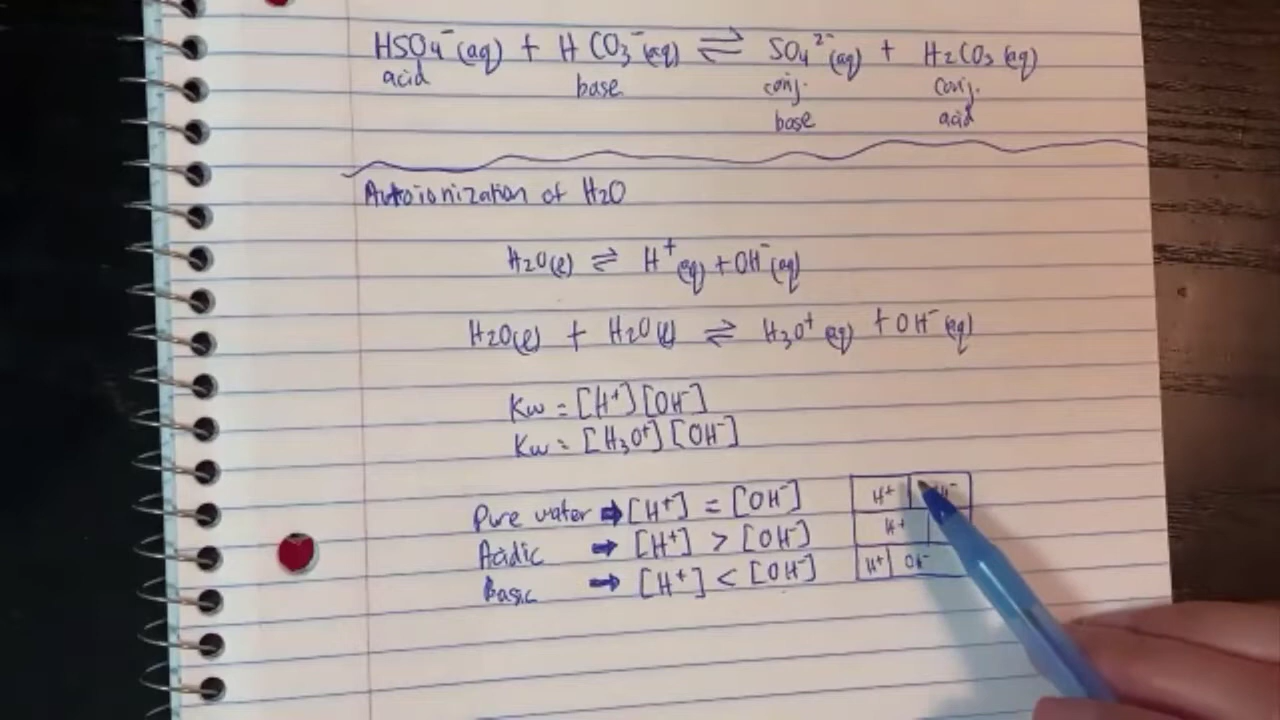 HSO₄⁻(aq) + HCO₃⁻(aq) ⇌ SO₄²⁻(aq) + H₂CO₃(aq)
acid base conj. conj.
base acid
Autoionization of H₂O
H₂O(l) ⇌ H⁺(aq) + OH⁻(aq)
H₂O(l) + H₂O(l) ⇌ H₃O⁺(aq) + OH⁻(aq)
Kw = [H⁺][OH⁻]
Kw = [H₃O⁺][OH⁻]
Pure water → [H⁺] = [OH⁻] H⁺
Acidic → [H⁺] > [OH⁻] H⁺
Basic → [H⁺] < [OH⁻] H⁺ OH⁻